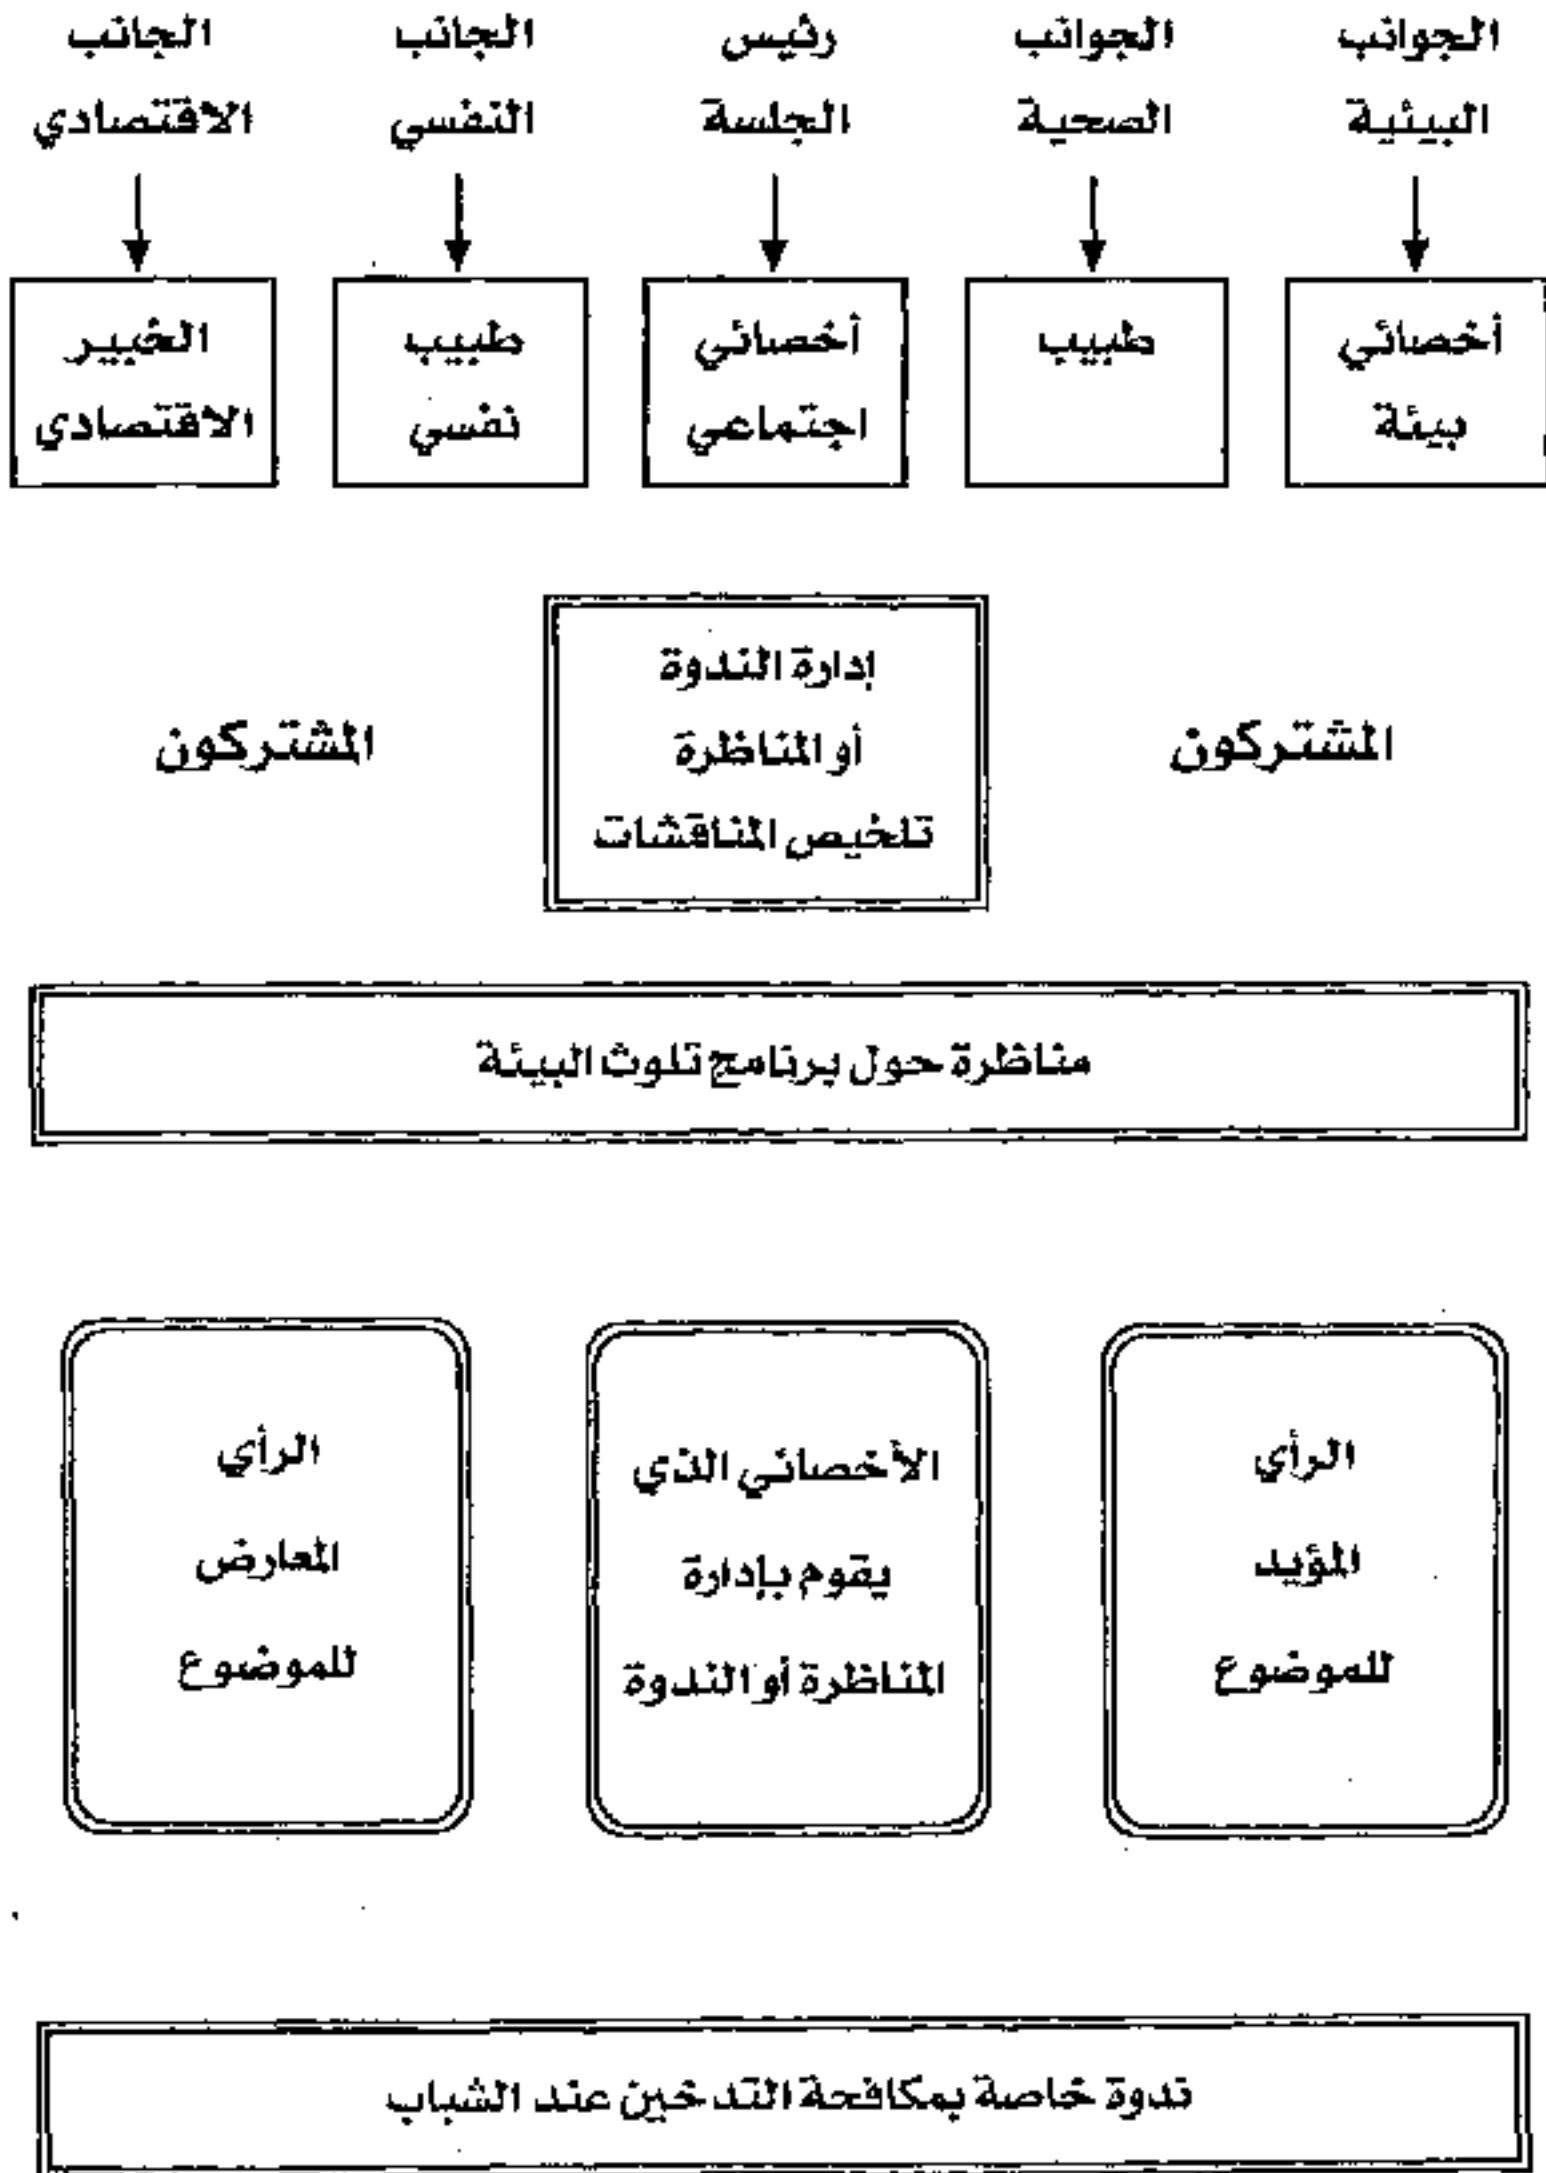 الجوانب
البيئية
الجوانب
الصحية
رئيس
الجلسة
الجانب
النفسي
الجانب
الاقتصادي
أخصائي
بيئة
طبيب
أخصائي
اجتماعي
طبيب
نفسي
الخبير
الاقتصادي
المشتركون
إدارة الندوة
أو المناظرة
تلخيص المناقشات
المشتركون
مناظرة حول برنامج تلوث البيئة
الرأي
المؤيد
للموضوع
الأخصائي الذي
يقوم بإدارة
المناظرة أو الندوة
الرأي
المعارض
للموضوع
ندوة خاصة بمكافحة التدخين عند الشباب